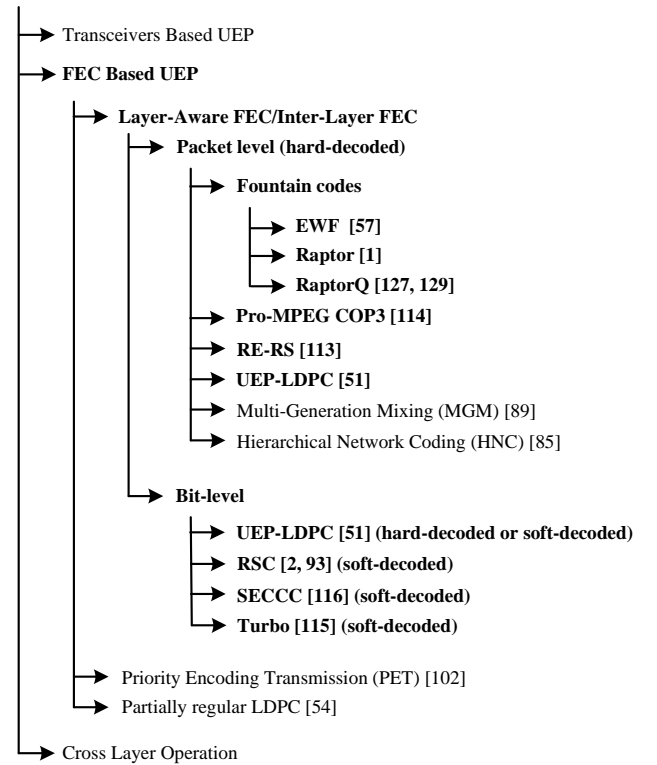 Transceivers Based UEP
FEC Based UEP
Layer-Aware FEC/Inter-Layer FEC
Packet level (hard-decoded)
Fountain codes
EWF [57]
Raptor [1]
RaptorQ [127, 129]
Pro-MPEG COP3 [114]
RE-RS [113]
UEP-LDPC [51]
Multi-Generation Mixing (MGM) [89]
Hierarchical Network Coding (HNC) [85]
Bit-level
UEP-LDPC [51] (hard-decoded or soft-decoded)
RSC [2, 93] (soft-decoded)
SECCC [116] (soft-decoded)
Turbo [115] (soft-decoded)
Priority Encoding Transmission (PET) [102]
Partially regular LDPC [54]
Cross Layer Operation